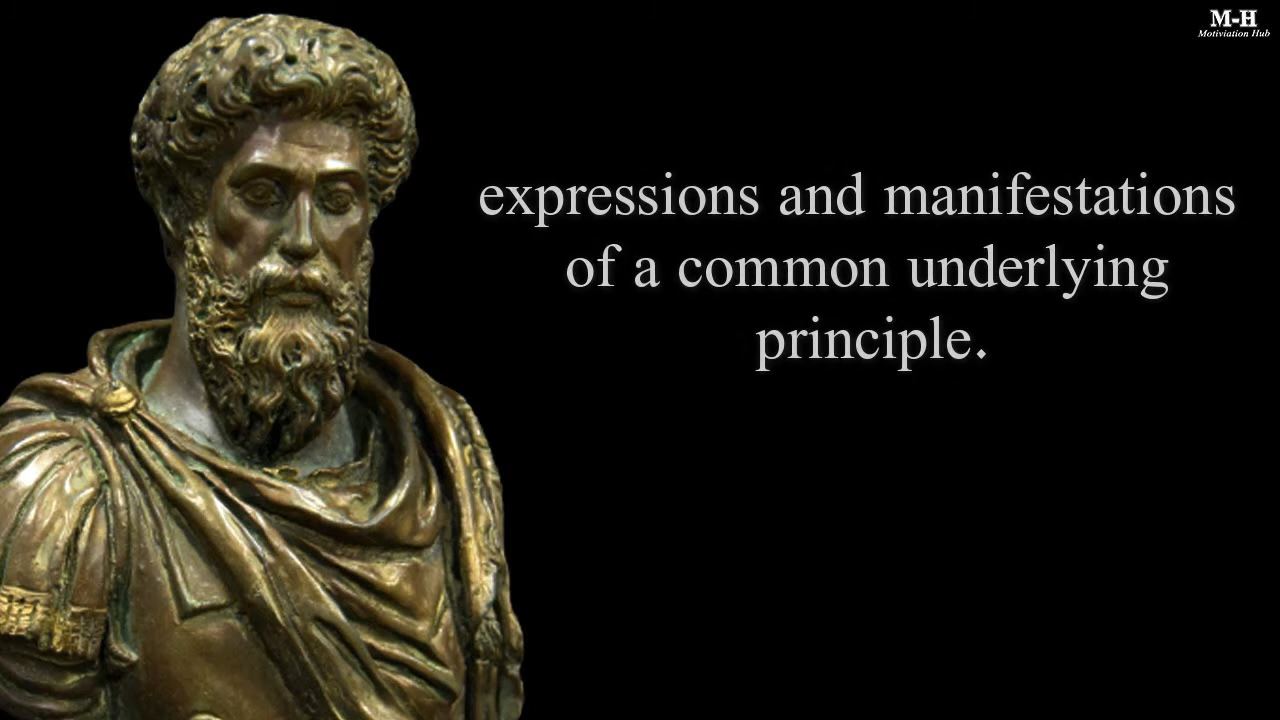 M-H
Motiviation Hub
expressions and manifestations
of a common underlying
principle.